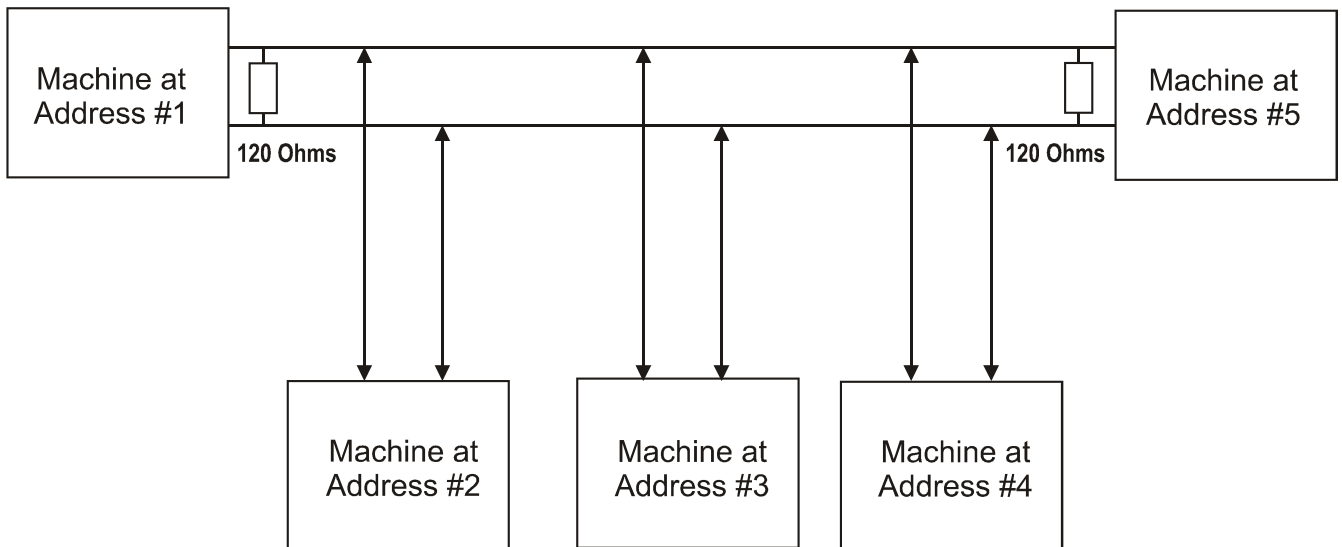 Machine at
Address #1
120 Ohms
120 Ohms
Machine at
Address #5
Machine at
Address #2
Machine at
Address #3
Machine at
Address #4